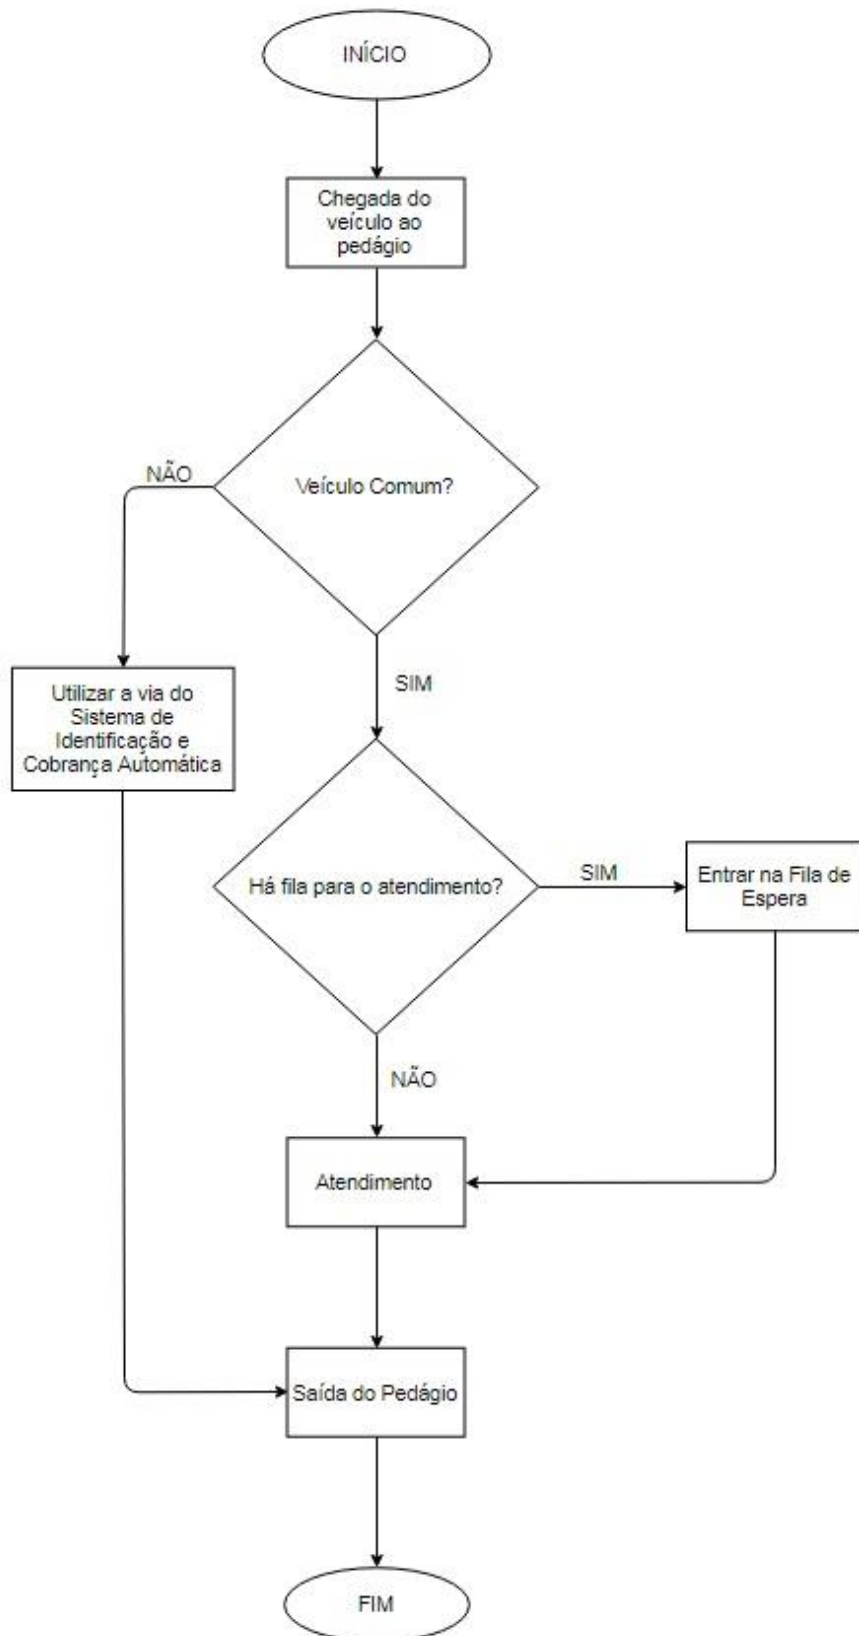 INÍCIO
Chegada do
veículo ao
pedágio
Veículo Comum?
NÃO
SIM
Utilizar a via do
Sistema de
Identificação e
Cobrança Automática
Há fila para o atendimento?
SIM
Entrar na Fila de
Espera
NÃO
Atendimento
Saída do Pedágio
FIM